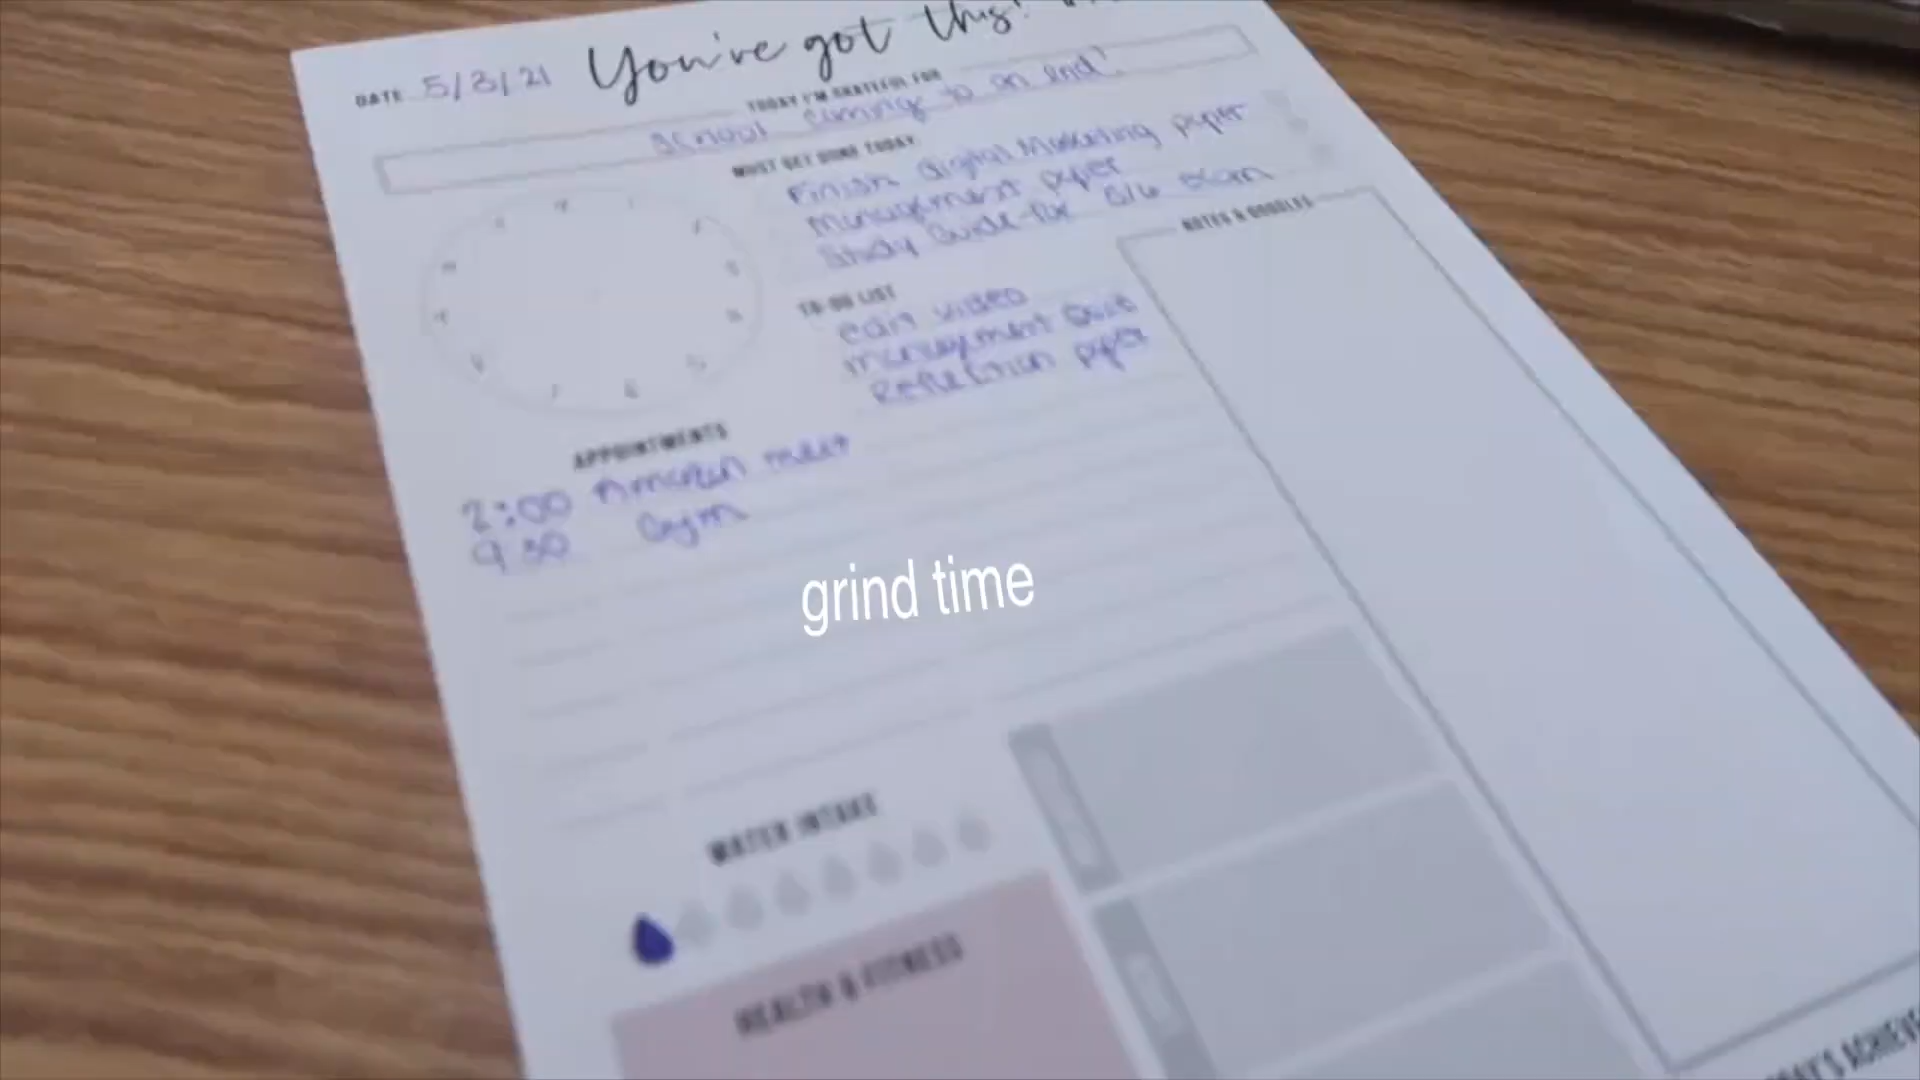 DATE 5/3/21 You've got this!
TODAY I'M GRATEFUL FOR
School coming to an end!
MUST GET DONE TODAY
Finish digital Marketing paper
management paper
Study Guide for 5/6 exam
NOTES & DOODLES
TO-DO LIST
edit video
management Quiz
Reflection paper
APPOINTMENTS
2:00 Amazon meet
9:30 Gym
grind time
WATER INTAKE
HEALTH & FITNESS